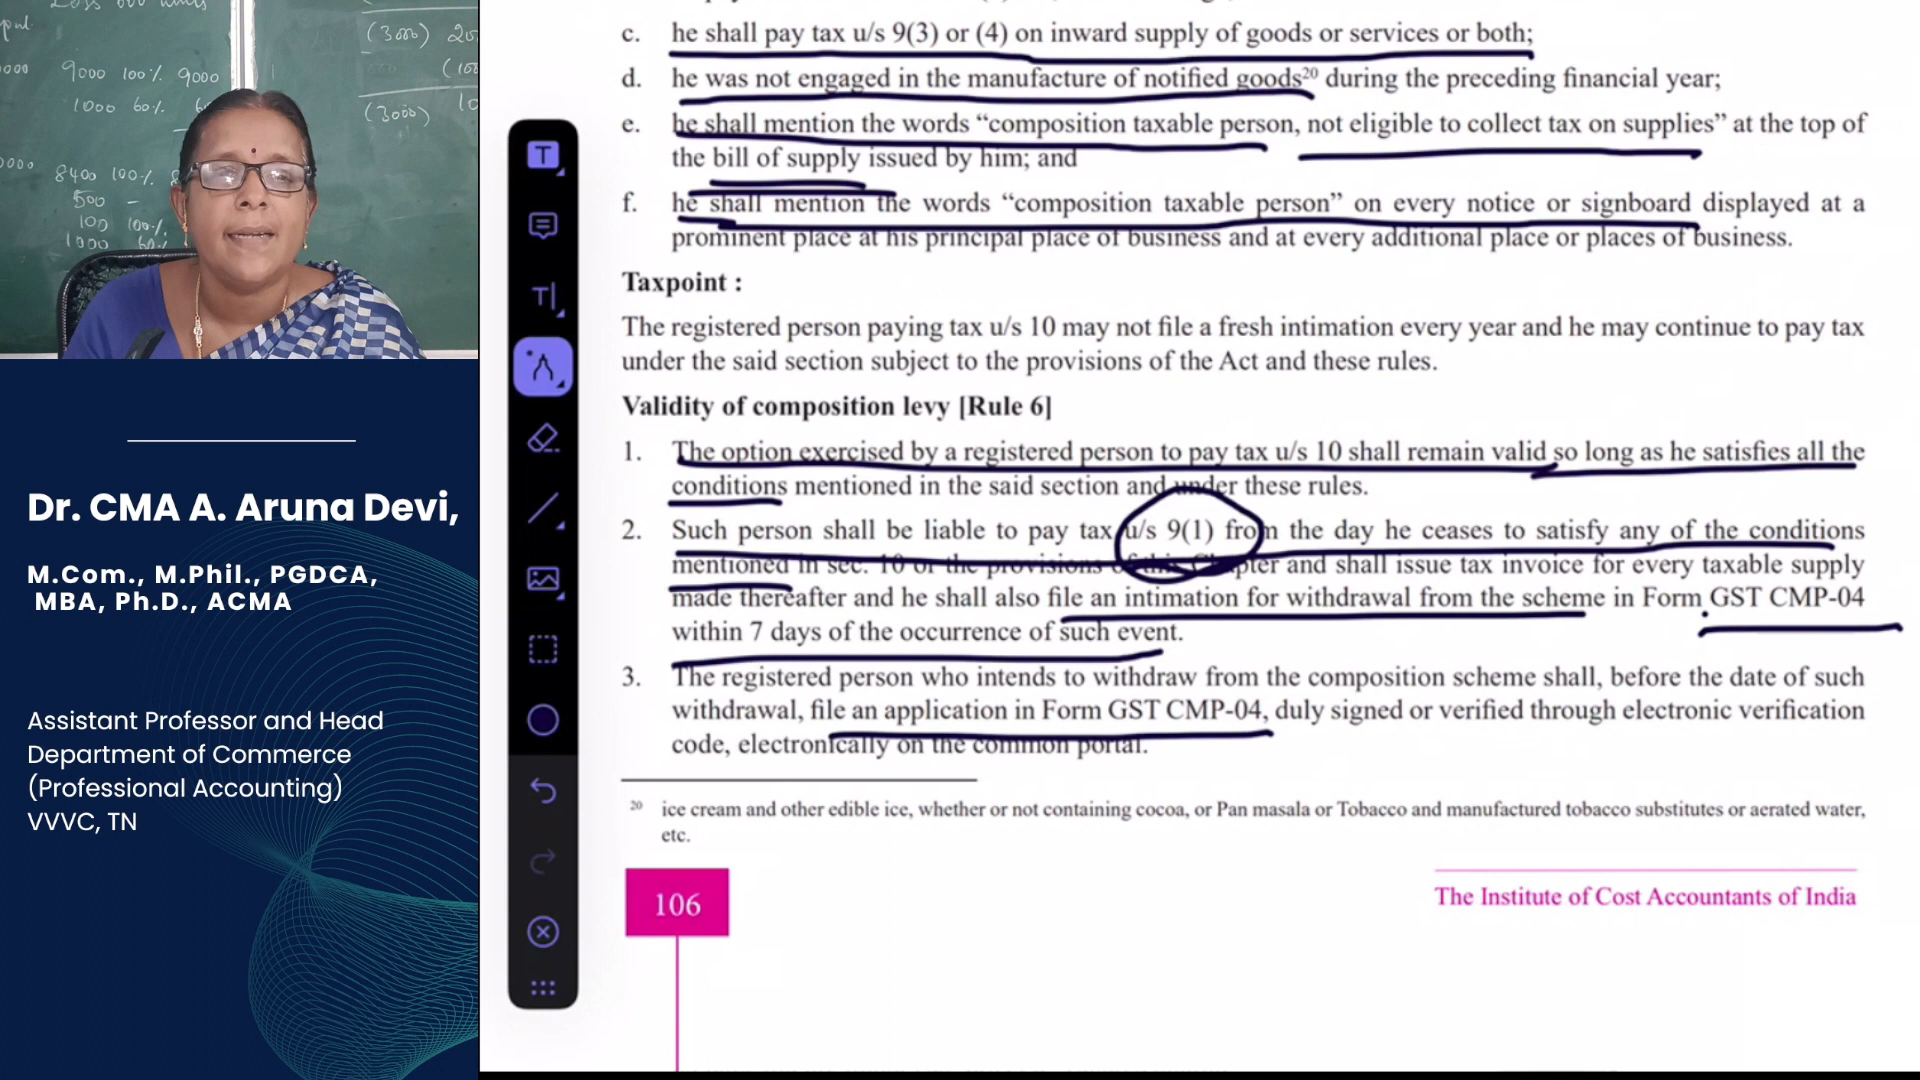 (3000) 20
9000 100% 9000
1000 60%
(3000) 10
8400 100%
500 -
100 100%
1000 60%
Dr. CMA A. Aruna Devi,
M.Com., M.Phil., PGDCA,
MBA, Ph.D., ACMA
Assistant Professor and Head
Department of Commerce
(Professional Accounting)
VVVC, TN
c. he shall pay tax u/s 9(3) or (4) on inward supply of goods or services or both;
d. he was not engaged in the manufacture of notified goods20 during the preceding financial year;
e. he shall mention the words “composition taxable person, not eligible to collect tax on supplies” at the top of
the bill of supply issued by him; and
f. he shall mention the words “composition taxable person” on every notice or signboard displayed at a
prominent place at his principal place of business and at every additional place or places of business.
Taxpoint :
The registered person paying tax u/s 10 may not file a fresh intimation every year and he may continue to pay tax
under the said section subject to the provisions of the Act and these rules.
Validity of composition levy [Rule 6]
1. The option exercised by a registered person to pay tax u/s 10 shall remain valid so long as he satisfies all the
conditions mentioned in the said section and under these rules.
2. Such person shall be liable to pay tax u/s 9(1) from the day he ceases to satisfy any of the conditions
mentioned in sec. 10 or the provisions of this Chapter and shall issue tax invoice for every taxable supply
made thereafter and he shall also file an intimation for withdrawal from the scheme in Form GST CMP-04
within 7 days of the occurrence of such event.
3. The registered person who intends to withdraw from the composition scheme shall, before the date of such
withdrawal, file an application in Form GST CMP-04, duly signed or verified through electronic verification
code, electronically on the common portal.
20 ice cream and other edible ice, whether or not containing cocoa, or Pan masala or Tobacco and manufactured tobacco substitutes or aerated water,
etc.
106
The Institute of Cost Accountants of India